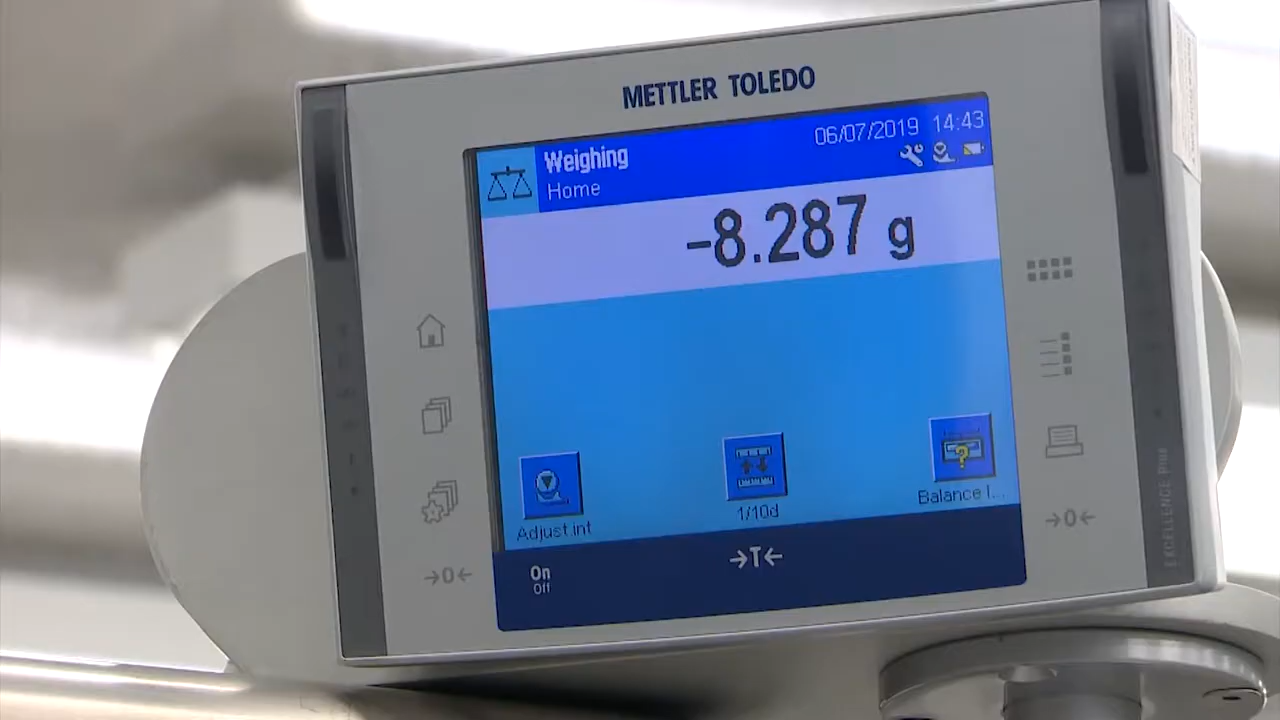 METTLER TOLEDO
06/07/2019 14:43
Weighing
Home
-8.287 g
Adjust.int
1/10d
Balance I...
→0←
→0←
On
Off
→T←
EXCELLENCE Plus